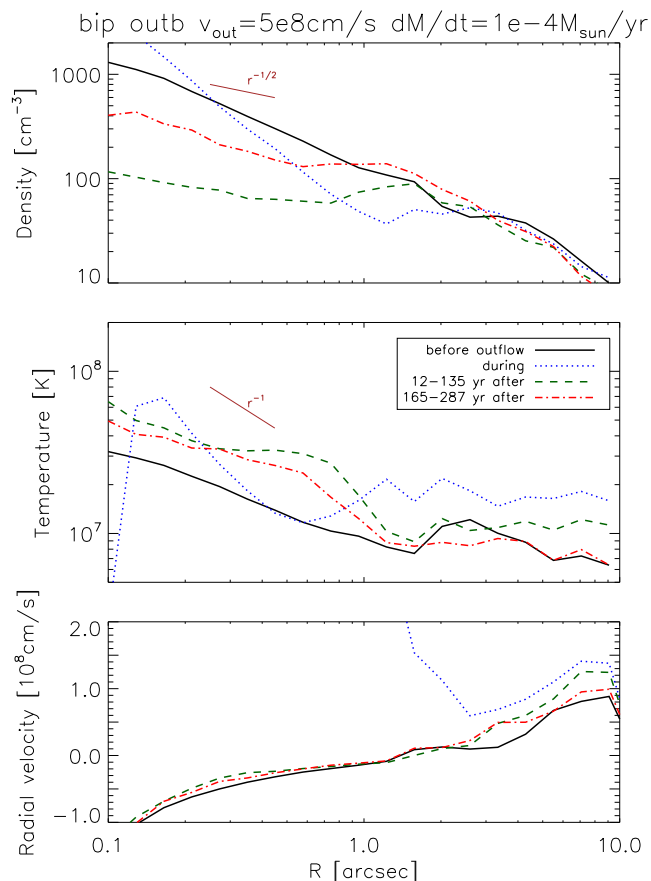 bip outb v_out=5e8cm/s dM/dt=1e−4M_sun/yr
Density [cm^−3]
1000
100
10
r^−1/2
Temperature [K]
10^8
10^7
r^−1
before outflow
during
12−135 yr after
165−287 yr after
Radial velocity [10^8cm/s]
2.0
1.0
0.0
−1.0
0.1
1.0
10.0
R [arcsec]